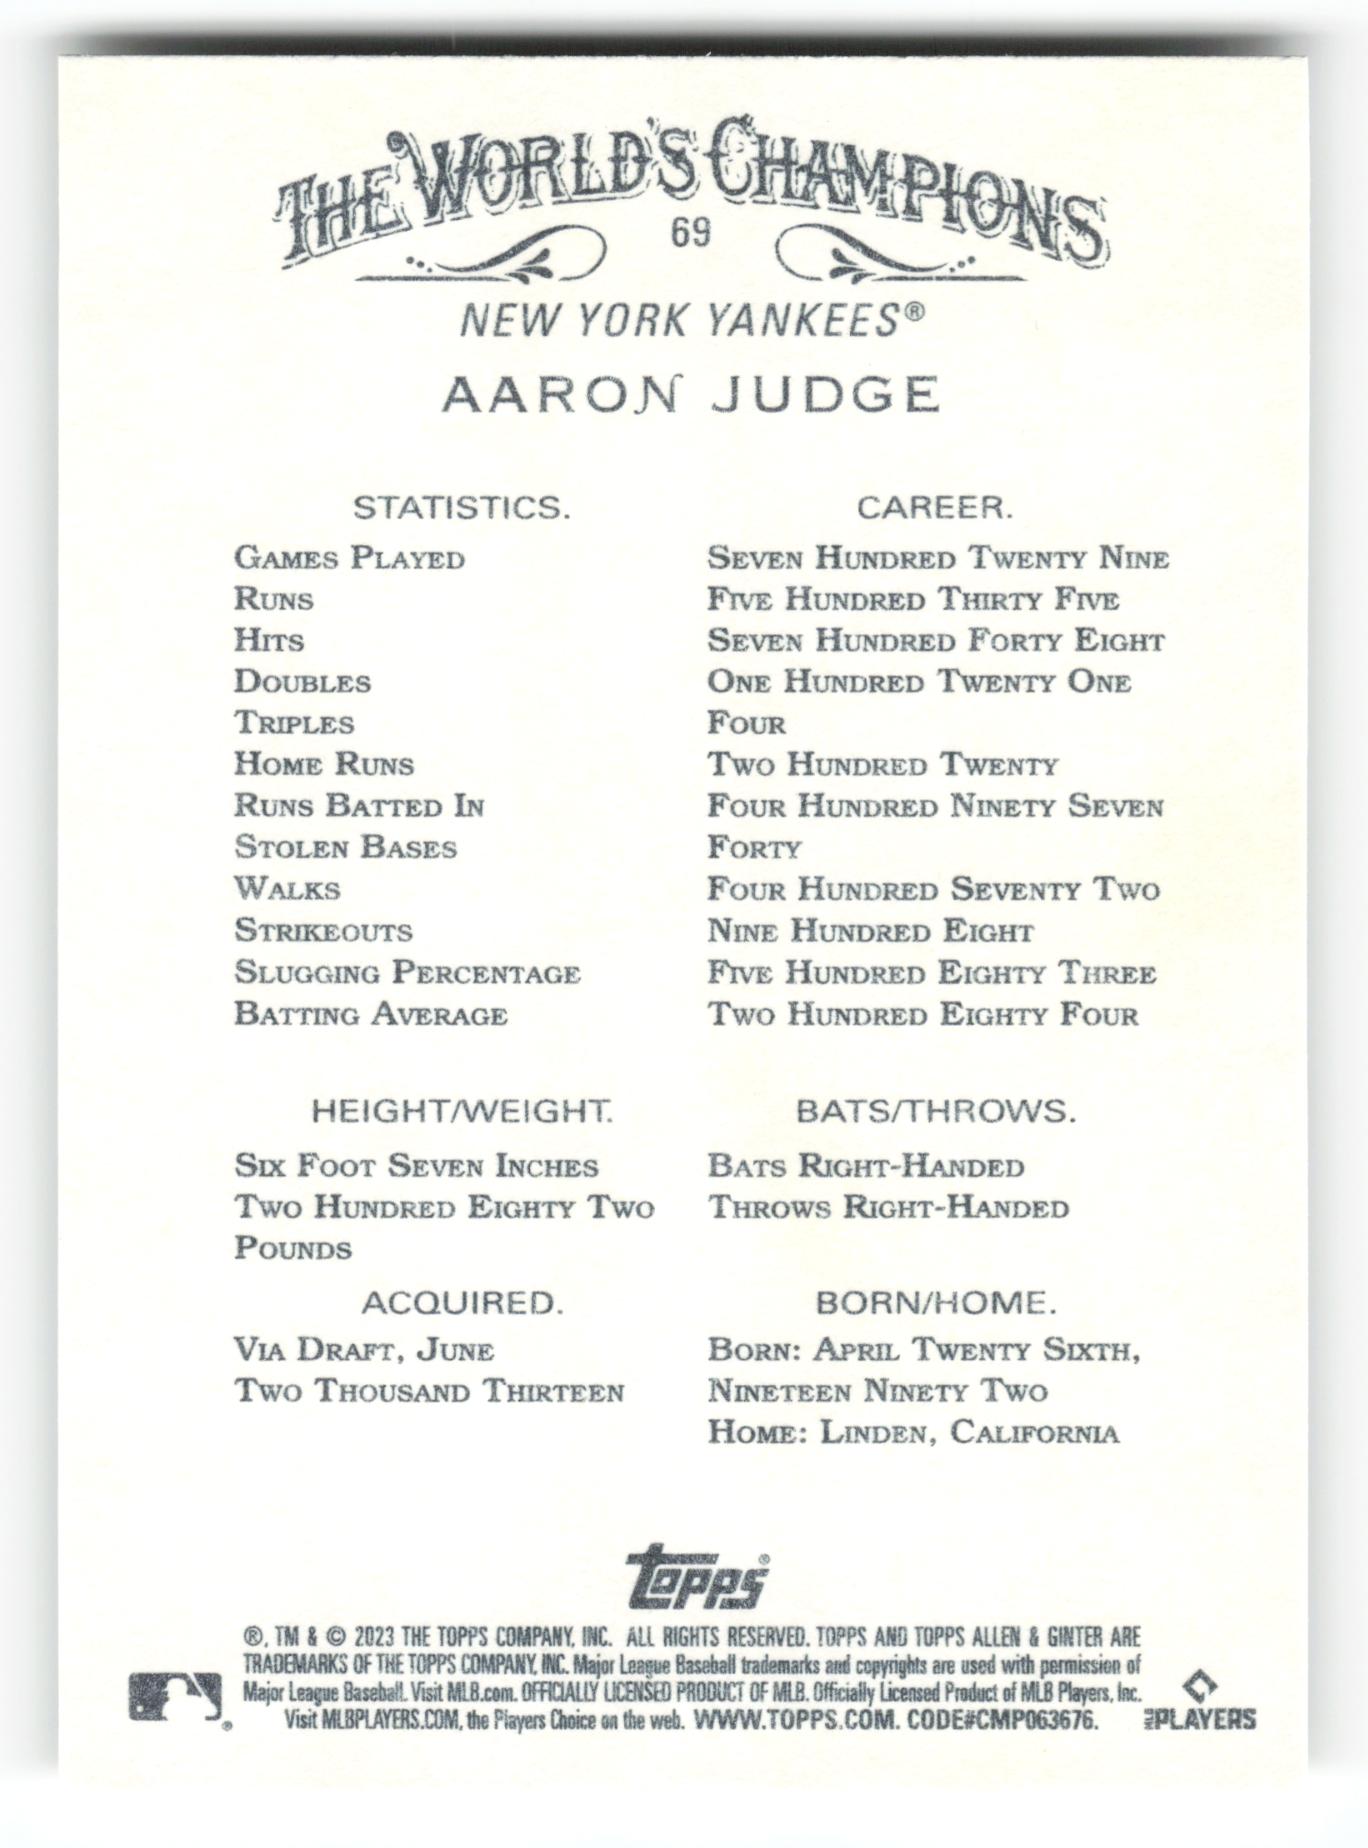 THE WORLD'S CHAMPIONS
69
NEW YORK YANKEES®
AARON JUDGE
STATISTICS. CAREER.
GAMES PLAYED SEVEN HUNDRED TWENTY NINE
RUNS FIVE HUNDRED THIRTY FIVE
HITS SEVEN HUNDRED FORTY EIGHT
DOUBLES ONE HUNDRED TWENTY ONE
TRIPLES FOUR
HOME RUNS TWO HUNDRED TWENTY
RUNS BATTED IN FOUR HUNDRED NINETY SEVEN
STOLEN BASES FORTY
WALKS FOUR HUNDRED SEVENTY TWO
STRIKEOUTS NINE HUNDRED EIGHT
SLUGGING PERCENTAGE FIVE HUNDRED EIGHTY THREE
BATTING AVERAGE TWO HUNDRED EIGHTY FOUR
HEIGHT/WEIGHT. BATS/THROWS.
SIX FOOT SEVEN INCHES BATS RIGHT-HANDED
TWO HUNDRED EIGHTY TWO THROWS RIGHT-HANDED
POUNDS
ACQUIRED. BORN/HOME.
VIA DRAFT, JUNE BORN: APRIL TWENTY SIXTH,
TWO THOUSAND THIRTEEN NINETEEN NINETY TWO
HOME: LINDEN, CALIFORNIA
topps®
®, TM & © 2023 THE TOPPS COMPANY, INC. ALL RIGHTS RESERVED. TOPPS AND TOPPS ALLEN & GINTER ARE
TRADEMARKS OF THE TOPPS COMPANY, INC. Major League Baseball trademarks and copyrights are used with permission of
Major League Baseball. Visit MLB.com. OFFICIALLY LICENSED PRODUCT OF MLB. Officially Licensed Product of MLB Players, Inc.
Visit MLBPLAYERS.COM, the Players Choice on the web. WWW.TOPPS.COM. CODE#CMP063676.
MLB PLAYERS